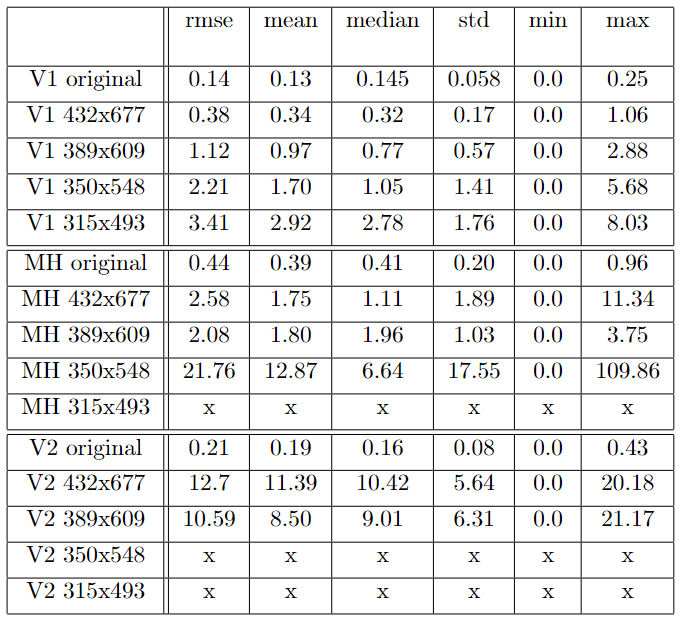 rmse mean median std min max
V1 original 0.14 0.13 0.145 0.058 0.0 0.25
V1 432x677 0.38 0.34 0.32 0.17 0.0 1.06
V1 389x609 1.12 0.97 0.77 0.57 0.0 2.88
V1 350x548 2.21 1.70 1.05 1.41 0.0 5.68
V1 315x493 3.41 2.92 2.78 1.76 0.0 8.03
MH original 0.44 0.39 0.41 0.20 0.0 0.96
MH 432x677 2.58 1.75 1.11 1.89 0.0 11.34
MH 389x609 2.08 1.80 1.96 1.03 0.0 3.75
MH 350x548 21.76 12.87 6.64 17.55 0.0 109.86
MH 315x493 x x x x x x
V2 original 0.21 0.19 0.16 0.08 0.0 0.43
V2 432x677 12.7 11.39 10.42 5.64 0.0 20.18
V2 389x609 10.59 8.50 9.01 6.31 0.0 21.17
V2 350x548 x x x x x x
V2 315x493 x x x x x x